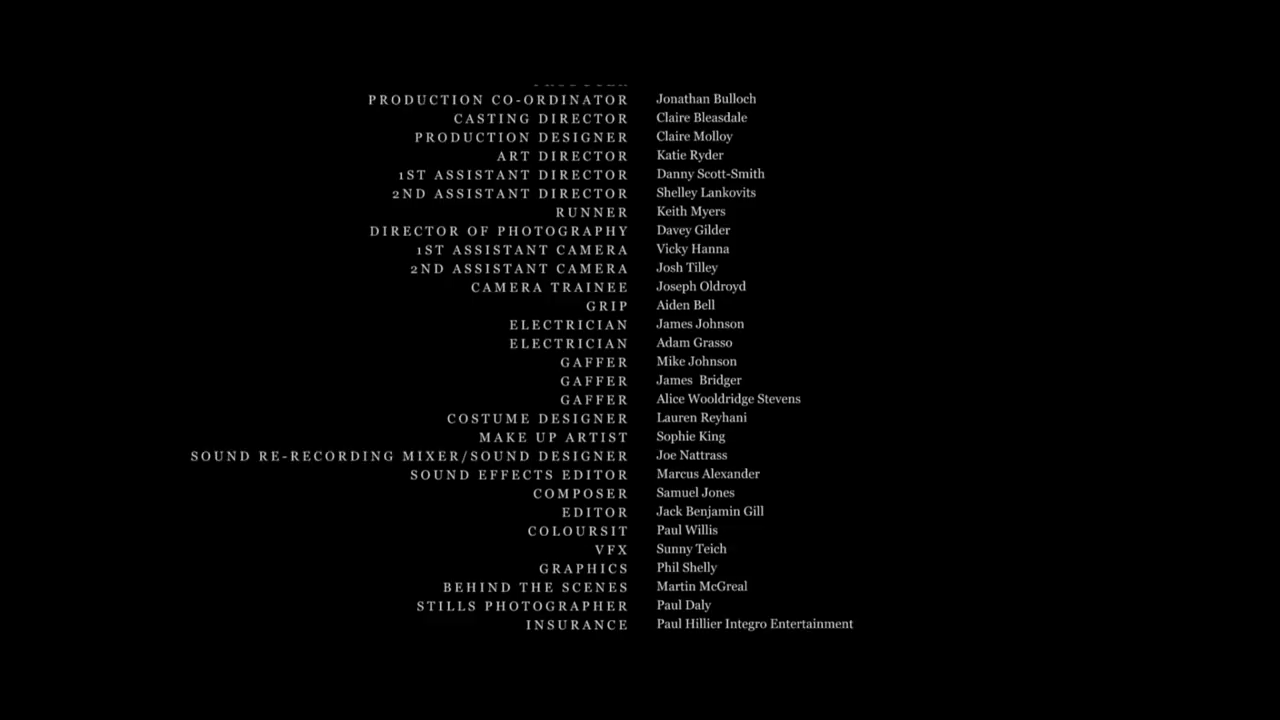 PRODUCTION CO-ORDINATOR Jonathan Bulloch
CASTING DIRECTOR Claire Bleasdale
PRODUCTION DESIGNER Claire Molloy
ART DIRECTOR Katie Ryder
1ST ASSISTANT DIRECTOR Danny Scott-Smith
2ND ASSISTANT DIRECTOR Shelley Lankovits
RUNNER Keith Myers
DIRECTOR OF PHOTOGRAPHY Davey Gilder
1ST ASSISTANT CAMERA Vicky Hanna
2ND ASSISTANT CAMERA Josh Tilley
CAMERA TRAINEE Joseph Oldroyd
GRIP Aiden Bell
ELECTRICIAN James Johnson
ELECTRICIAN Adam Grasso
GAFFER Mike Johnson
GAFFER James Bridger
GAFFER Alice Wooldridge Stevens
COSTUME DESIGNER Lauren Reyhani
MAKE UP ARTIST Sophie King
SOUND RE-RECORDING MIXER/SOUND DESIGNER Joe Nattrass
SOUND EFFECTS EDITOR Marcus Alexander
COMPOSER Samuel Jones
EDITOR Jack Benjamin Gill
COLOURSIT Paul Willis
VFX Sunny Teich
GRAPHICS Phil Shelly
BEHIND THE SCENES Martin McGreal
STILLS PHOTOGRAPHER Paul Daly
INSURANCE Paul Hillier Integro Entertainment